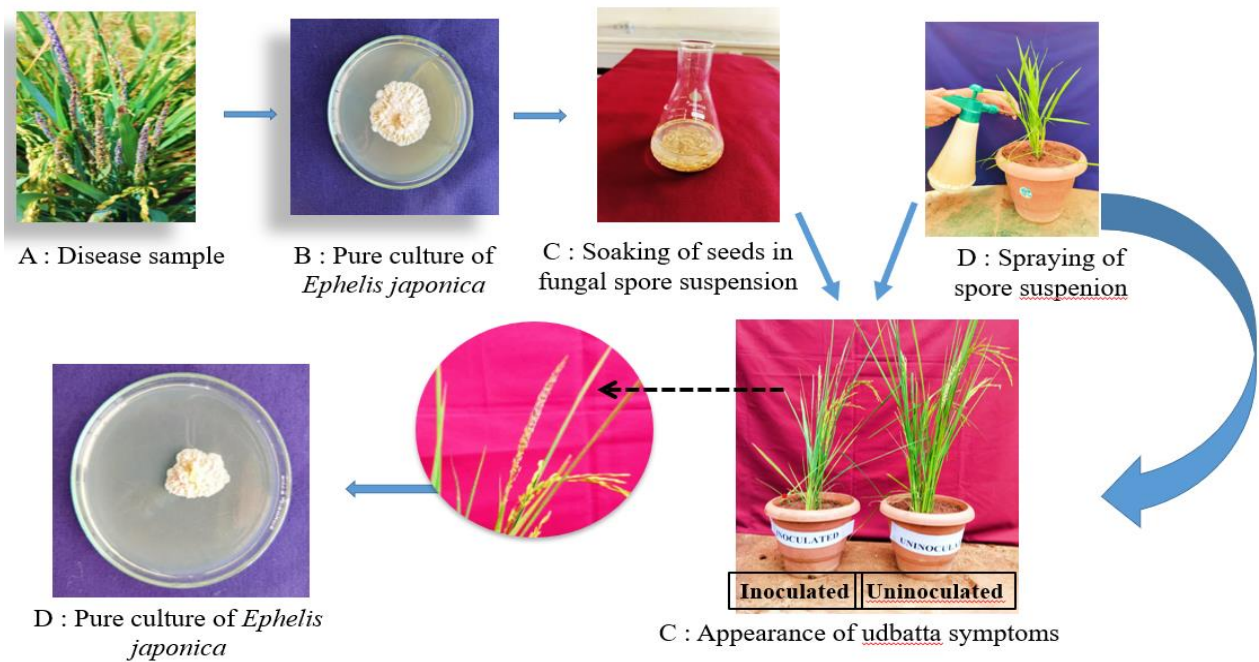 A : Disease sample
B : Pure culture of
Ephelis japonica
C : Soaking of seeds in
fungal spore suspension
D : Spraying of
spore suspenion
D : Pure culture of Ephelis
japonica
INOCULATED
UNINOCULA
Inoculated
Uninoculated
C : Appearance of udbatta symptoms